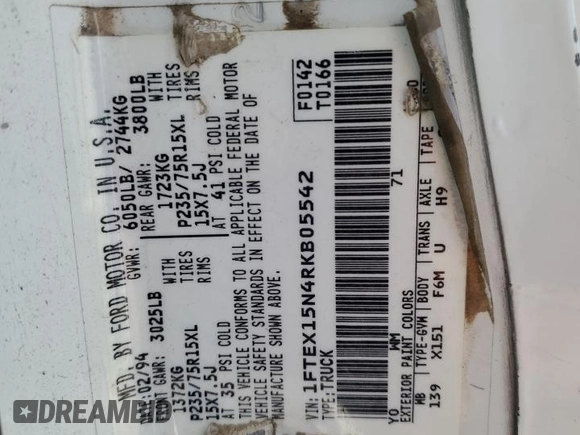 MFD. BY FORD MOTOR CO. IN U.S.A.
02/94 GVWR: 6050LB/ 2744KG
FRONT GAWR: 3025LB REAR GAWR: 3800LB
1372KG WITH 1723KG WITH
P235/75R15XL TIRES P235/75R15XL TIRES
15X7.5J RIMS 15X7.5J RIMS
AT 35 PSI COLD AT 41 PSI COLD
THIS VEHICLE CONFORMS TO ALL APPLICABLE FEDERAL MOTOR
VEHICLE SAFETY STANDARDS IN EFFECT ON THE DATE OF
MANUFACTURE SHOWN ABOVE.
F0142
T0166
VIN: 1FTEX15N4RKB05542
TYPE: TRUCK
YO WM 71
EXTERIOR PAINT COLORS
WB TYPE-GVM BODY TRANS AXLE TAPE
139 X151 F6M U H9
DREAMBID